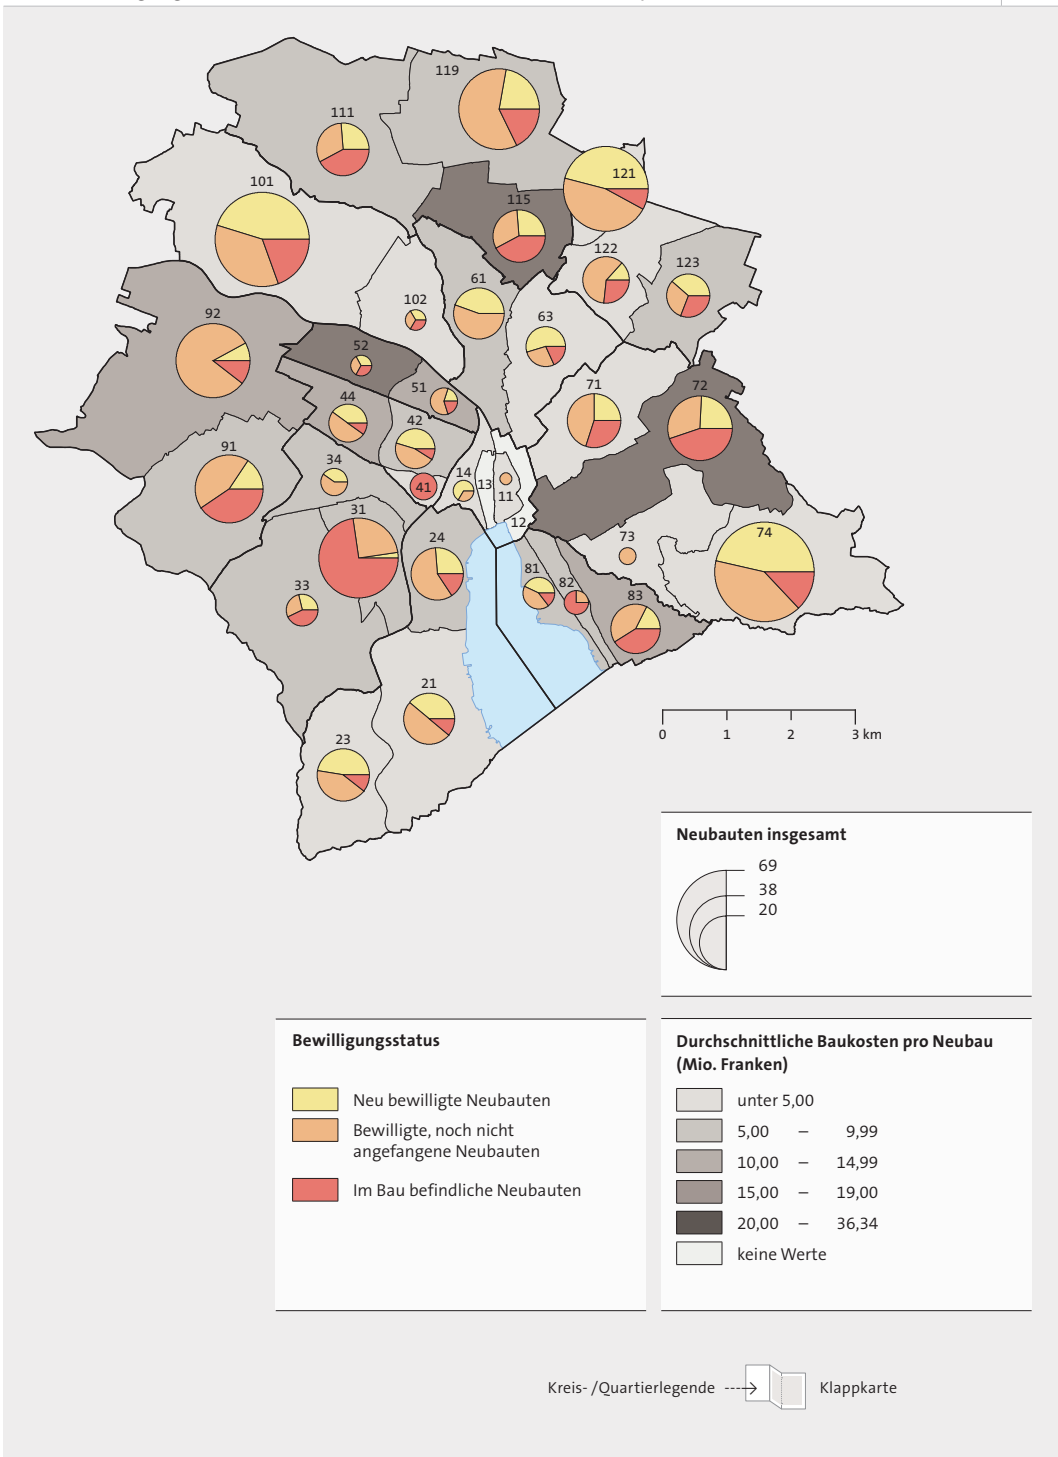 119
111
121
101
115
122
123
61
102
63
92
52
51
71
72
44
42
91
34
14
13
11
41
31
12
24
73
74
81
82
83
33
21
23
0 1 2 3 km
Neubauten insgesamt
69
38
20
Bewilligungsstatus
Neu bewilligte Neubauten
Bewilligte, noch nicht
angefangene Neubauten
Im Bau befindliche Neubauten
Durchschnittliche Baukosten pro Neubau
(Mio. Franken)
unter 5,00
5,00 – 9,99
10,00 – 14,99
15,00 – 19,00
20,00 – 36,34
keine Werte
Kreis- /Quartierlegende
Klappkarte